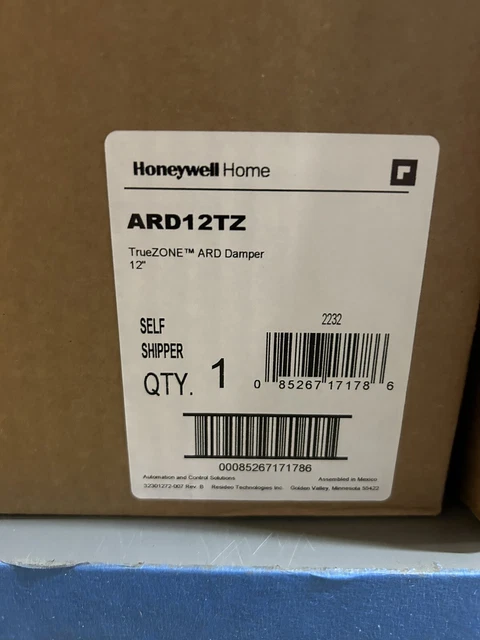 Honeywell Home
ARD12TZ
TrueZONE™ ARD Damper
12"
SELF
SHIPPER
QTY. 1
2232
0 85267 17178 6
00085267171786
Automation and Control Solutions Assembled in Mexico
32301272-007 Rev. B Resideo Technologies Inc. Golden Valley, Minnesota 55422